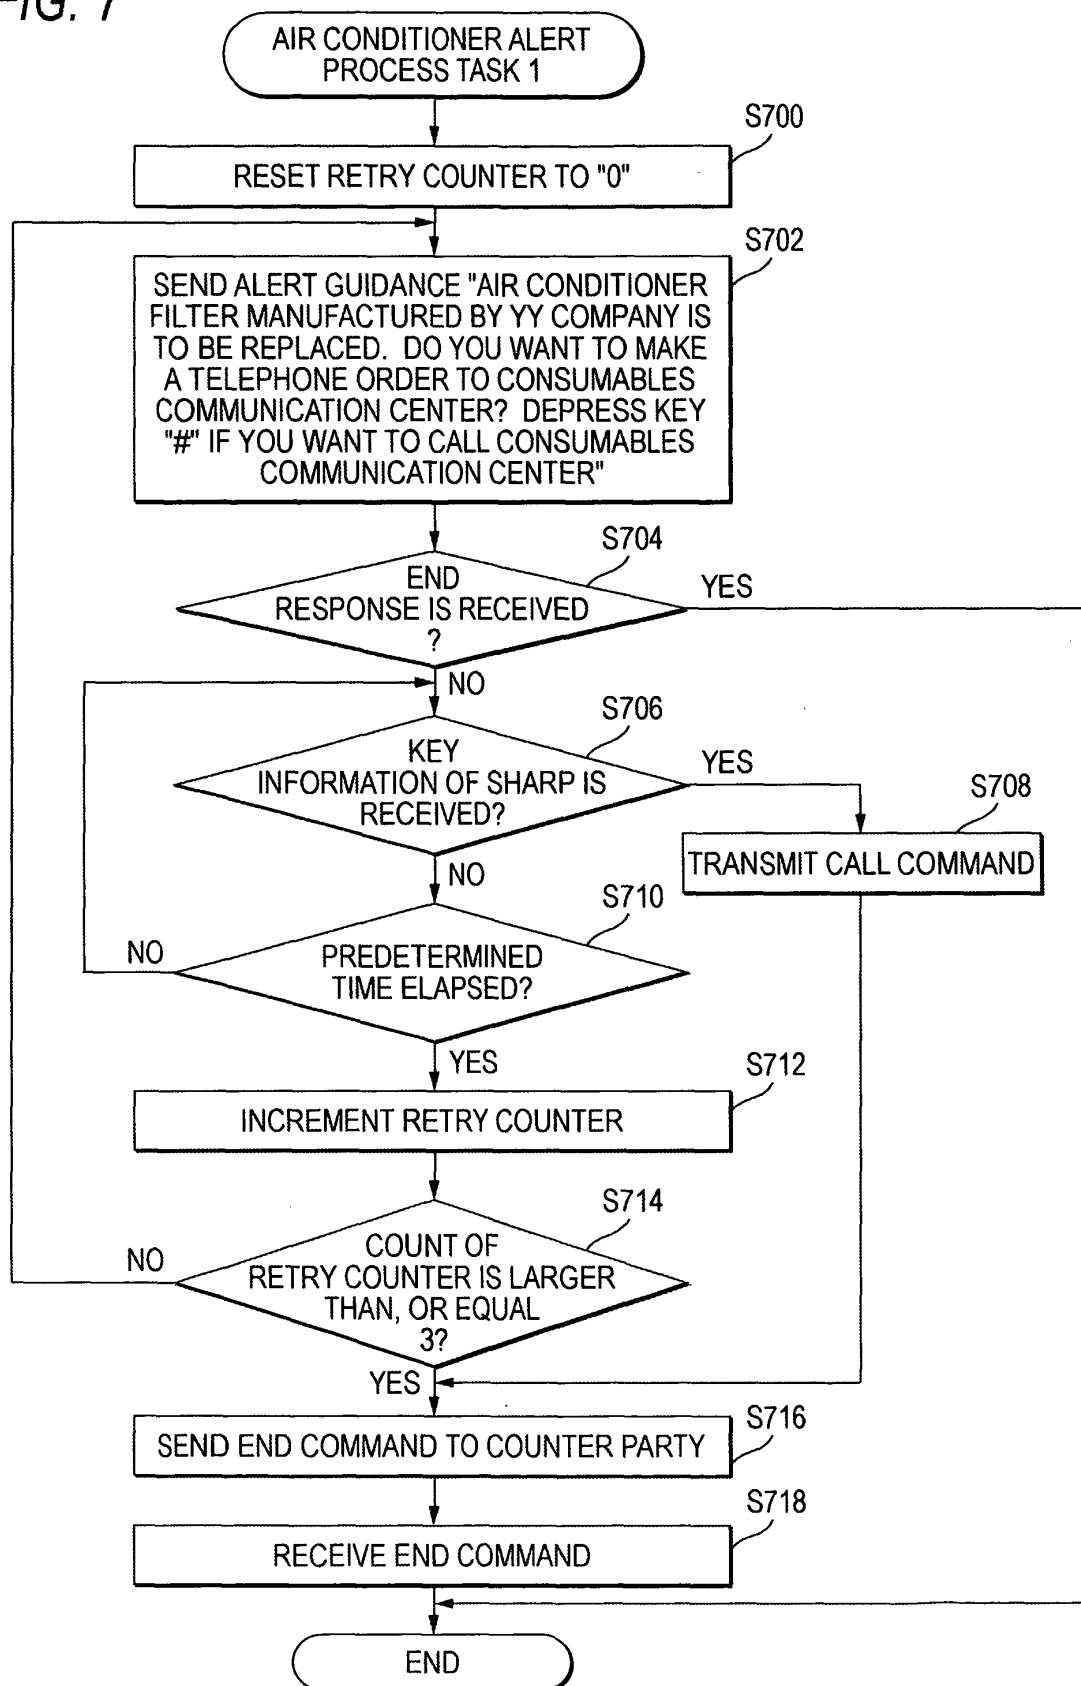 FIG. 7
AIR CONDITIONER ALERT
PROCESS TASK 1
S700
RESET RETRY COUNTER TO "0"
S702
SEND ALERT GUIDANCE "AIR CONDITIONER
FILTER MANUFACTURED BY YY COMPANY IS
TO BE REPLACED. DO YOU WANT TO MAKE
A TELEPHONE ORDER TO CONSUMABLES
COMMUNICATION CENTER? DEPRESS KEY
"#" IF YOU WANT TO CALL CONSUMABLES
COMMUNICATION CENTER"
S704
END
RESPONSE IS RECEIVED
?
YES
NO
S706
KEY
INFORMATION OF SHARP IS
RECEIVED?
YES
S708
TRANSMIT CALL COMMAND
NO
S710
PREDETERMINED
TIME ELAPSED?
NO
YES
S712
INCREMENT RETRY COUNTER
S714
COUNT OF
RETRY COUNTER IS LARGER
THAN, OR EQUAL
3?
NO
YES
S716
SEND END COMMAND TO COUNTER PARTY
S718
RECEIVE END COMMAND
END